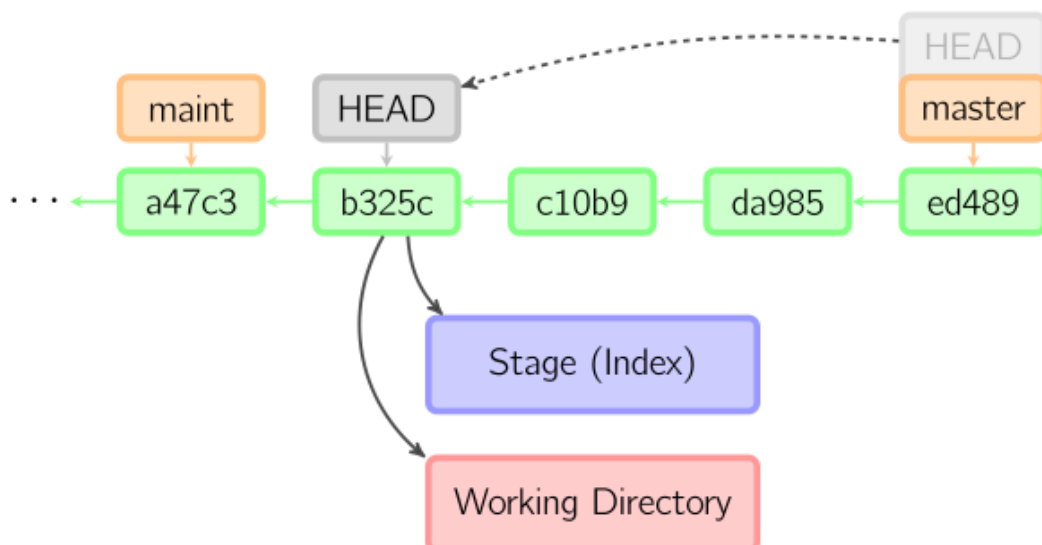 HEAD
maint
HEAD
master
...
a47c3
b325c
c10b9
da985
ed489
Stage (Index)
Working Directory